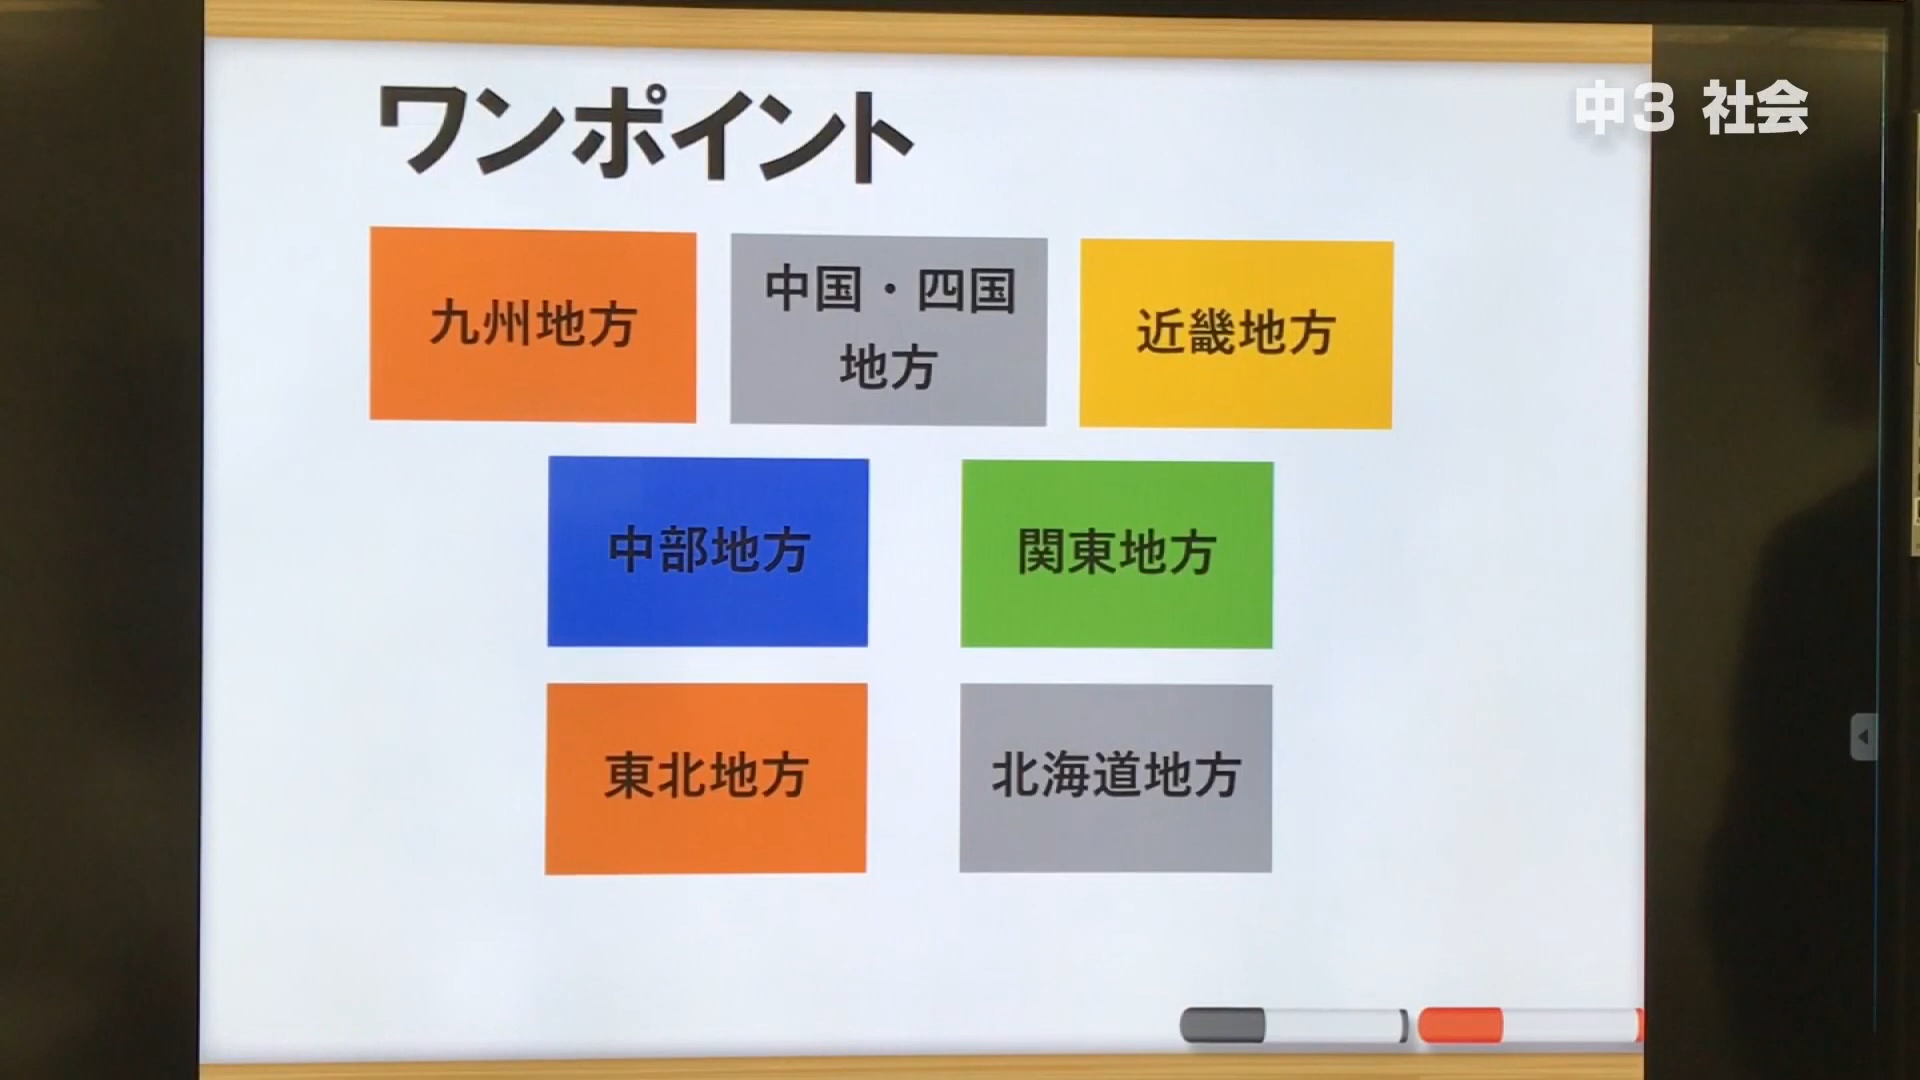 中3 社会
ワンポイント
九州地方
中国・四国
地方
近畿地方
中部地方
関東地方
東北地方
北海道地方